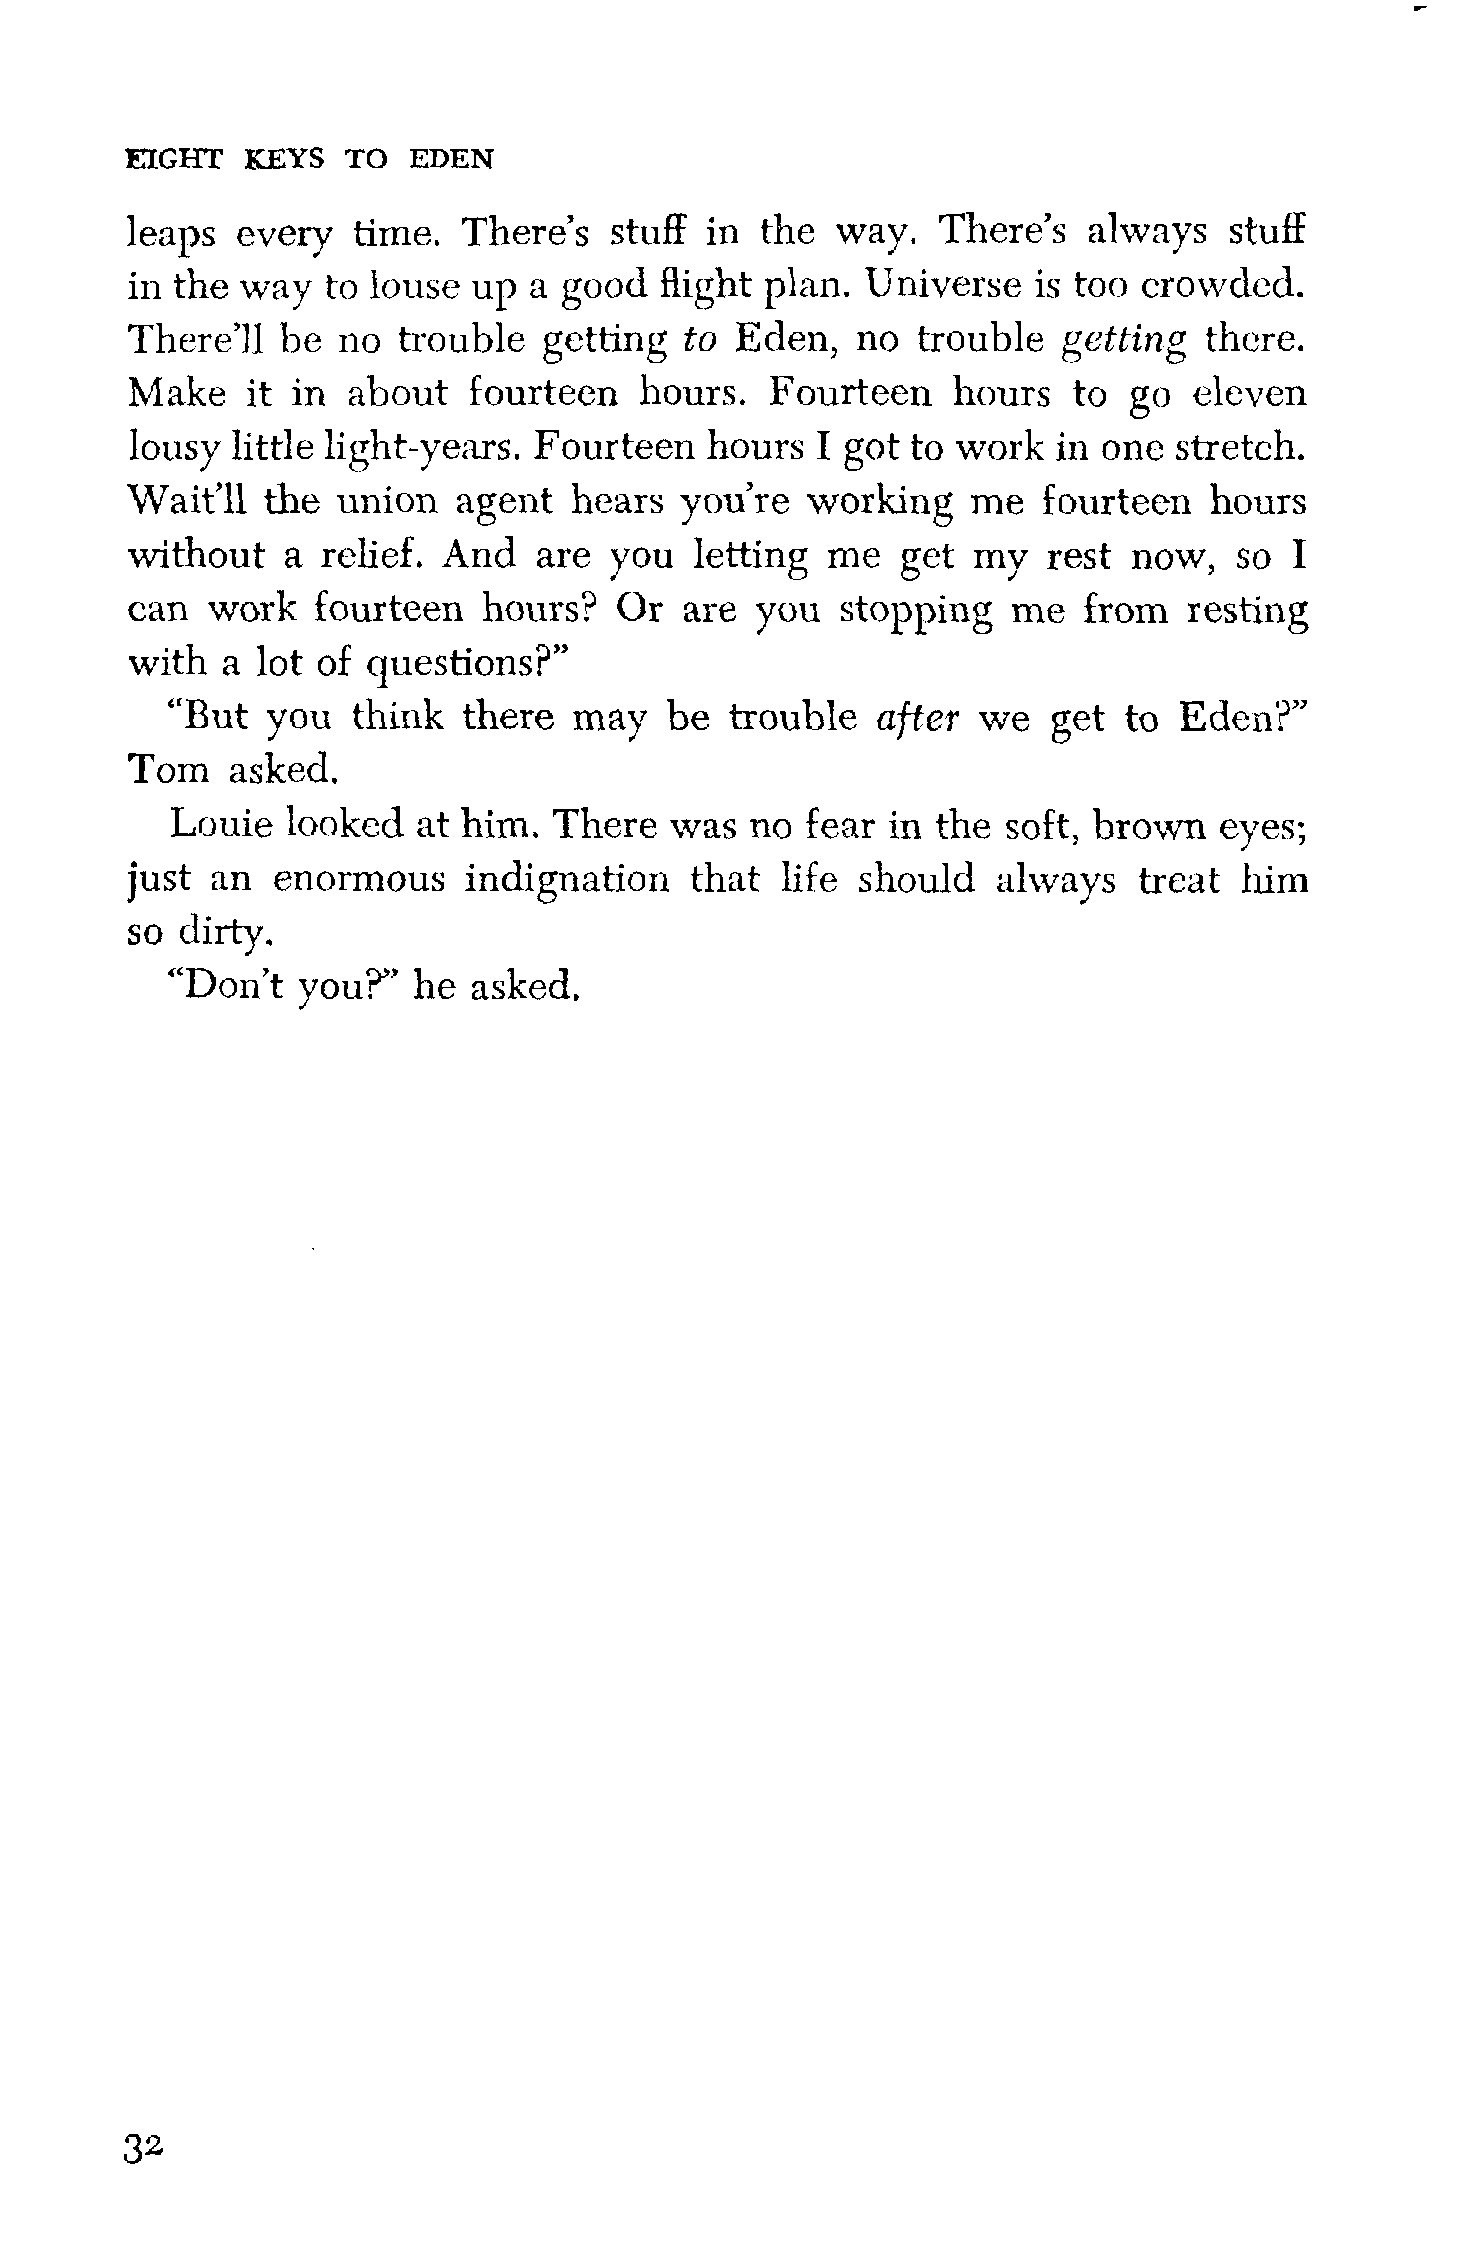 EIGHT KEYS TO EDEN
leaps every time. There's stuff in the way. There's always stuff
in the way to louse up a good flight plan. Universe is too crowded.
There'll be no trouble getting to Eden, no trouble getting there.
Make it in about fourteen hours. Fourteen hours to go eleven
lousy little light-years. Fourteen hours I got to work in one stretch.
Wait'll the union agent hears you're working me fourteen hours
without a relief. And are you letting me get my rest now, so I
can work fourteen hours? Or are you stopping me from resting
with a lot of questions?”
“But you think there may be trouble after we get to Eden?”
Tom asked.
Louie looked at him. There was no fear in the soft, brown eyes;
just an enormous indignation that life should always treat him
so dirty.
“Don't you?” he asked.
32